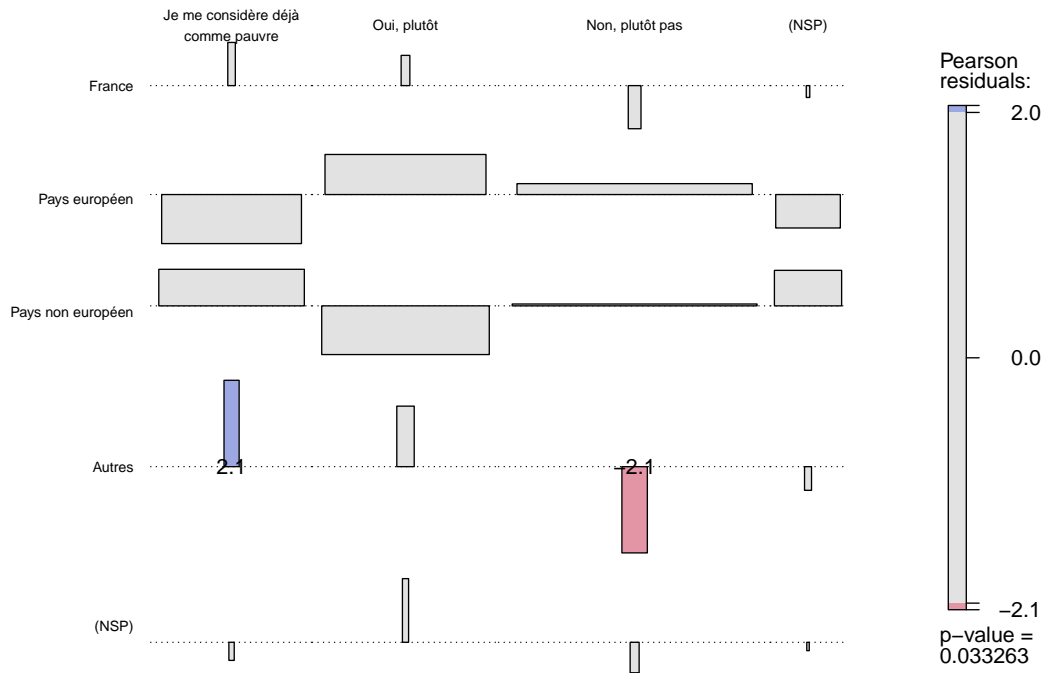 Je me considère déjà
comme pauvre
Oui, plutôt
Non, plutôt pas
(NSP)
France
Pays européen
Pays non européen
Autres
(NSP)
2.1
−2.1
Pearson
residuals:
2.0
0.0
−2.1
p−value =
0.033263